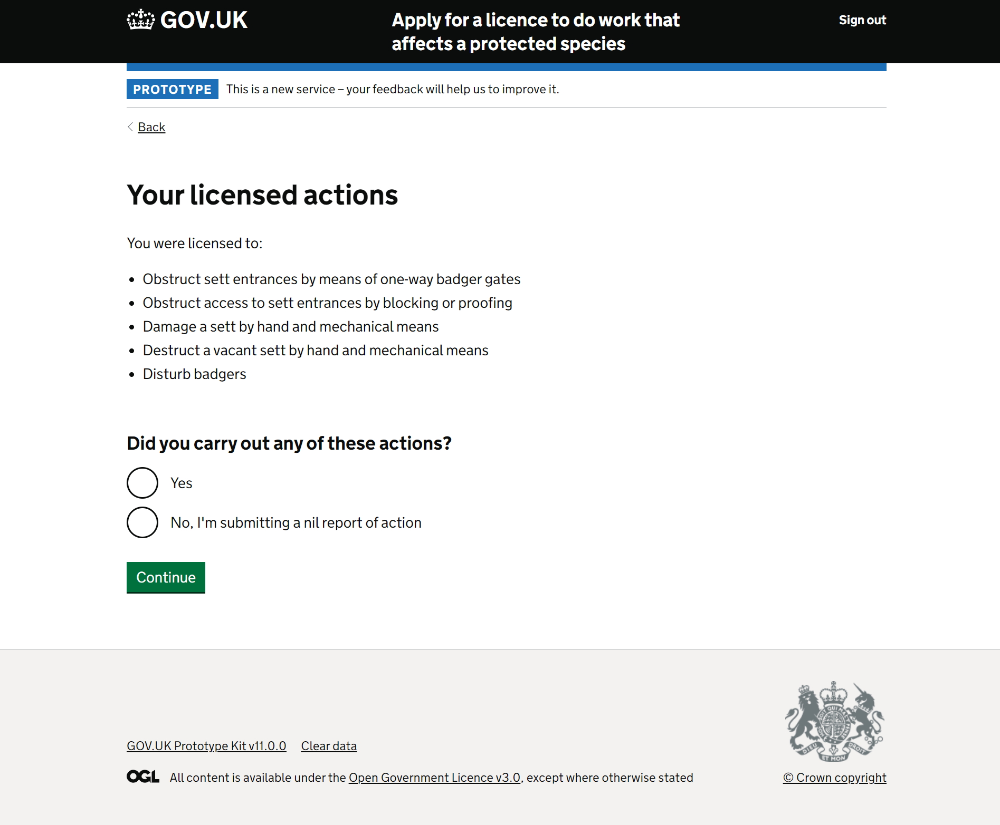 GOV.UK
Apply for a licence to do work that
affects a protected species
Sign out
PROTOTYPE This is a new service – your feedback will help us to improve it.
Back
Your licensed actions
You were licensed to:
• Obstruct sett entrances by means of one-way badger gates
• Obstruct access to sett entrances by blocking or proofing
• Damage a sett by hand and mechanical means
• Destruct a vacant sett by hand and mechanical means
• Disturb badgers
Did you carry out any of these actions?
Yes
No, I'm submitting a nil report of action
Continue
GOV.UK Prototype Kit v11.0.0 Clear data
OGL All content is available under the Open Government Licence v3.0, except where otherwise stated
DIEU ET MON DROIT
© Crown copyright